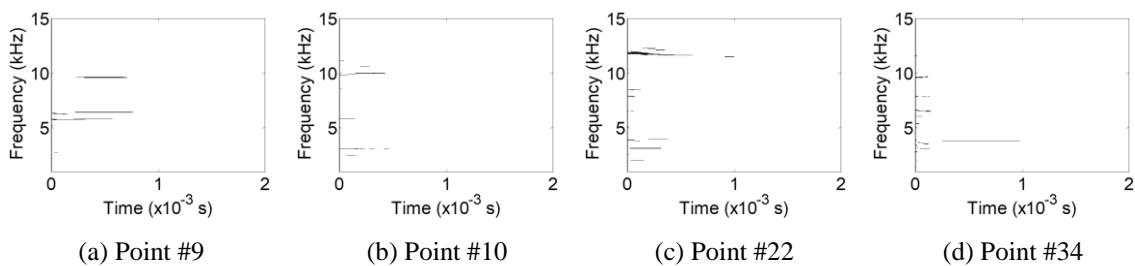 15
10
5
Frequency (kHz)
0 1 2
Time (x10⁻³ s)
(a) Point #9
15
10
5
Frequency (kHz)
0 1 2
Time (x10⁻³ s)
(b) Point #10
15
10
5
Frequency (kHz)
0 1 2
Time (x10⁻³ s)
(c) Point #22
15
10
5
Frequency (kHz)
0 1 2
Time (x10⁻³ s)
(d) Point #34